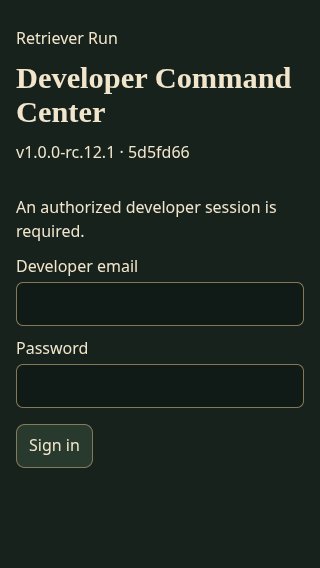 Retriever Run
Developer Command
Center
v1.0.0-rc.12.1 · 5d5fd66
An authorized developer session is
required.
Developer email
Password
Sign in